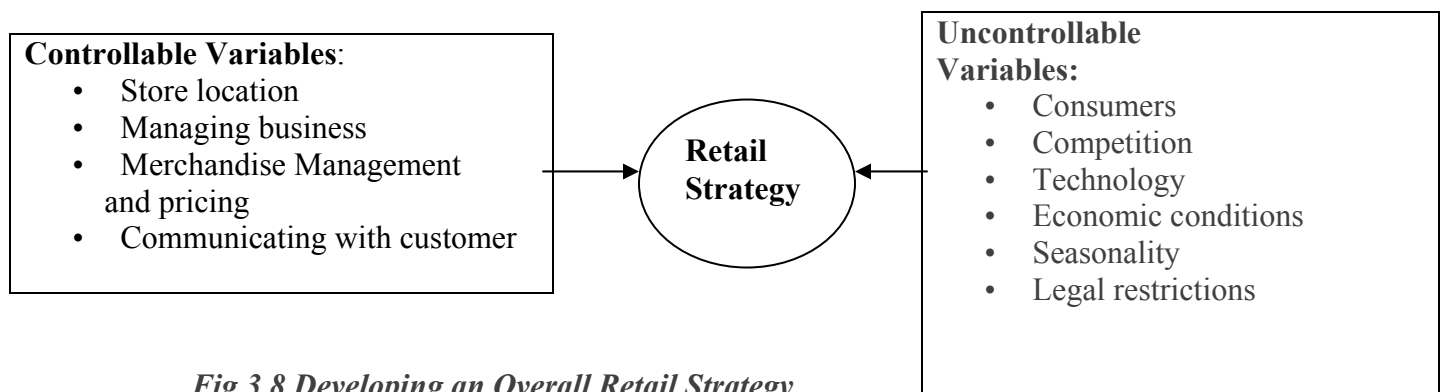 Controllable Variables:
• Store location
• Managing business
• Merchandise Management
and pricing
• Communicating with customer
Retail
Strategy
Uncontrollable
Variables:
• Consumers
• Competition
• Technology
• Economic conditions
• Seasonality
• Legal restrictions
Fig 3.8 Developing an Overall Retail Strategy